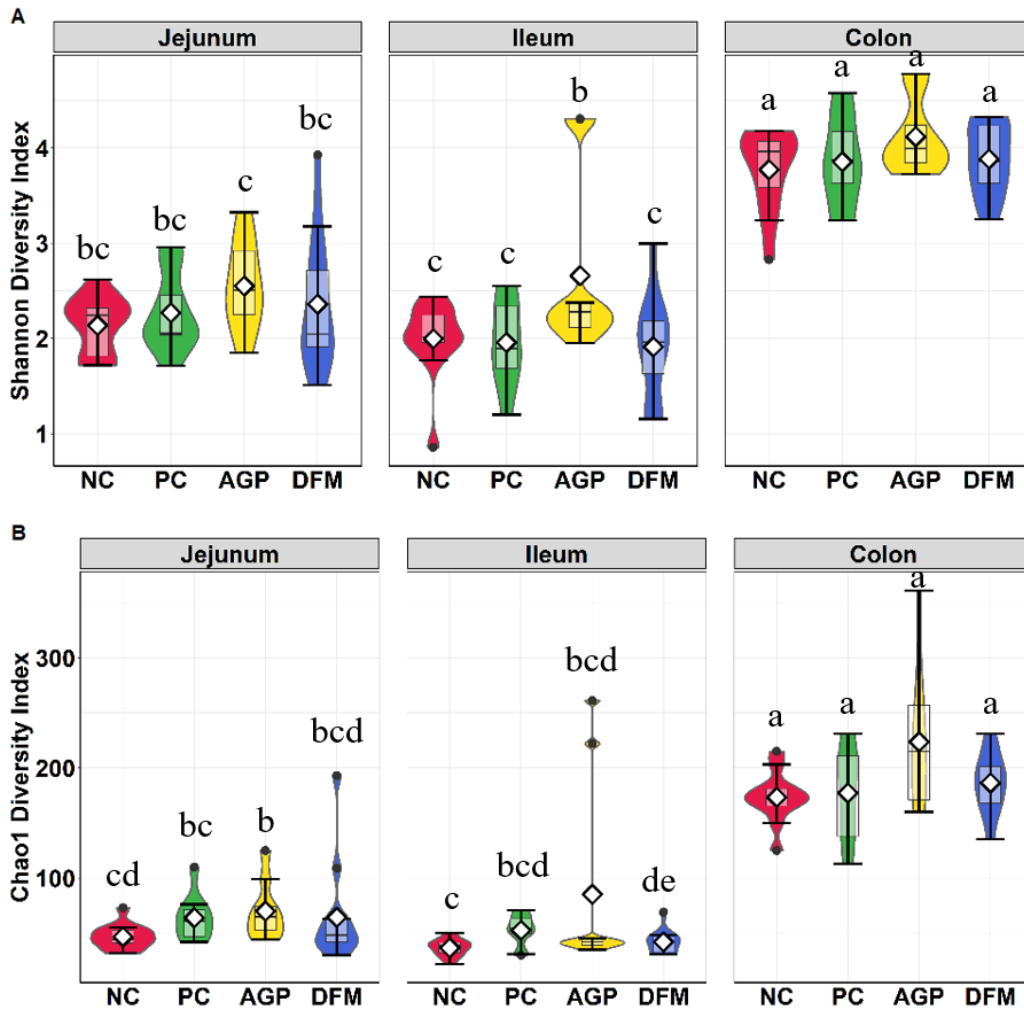 A
Jejunum Ileum Colon
Shannon Diversity Index
4
3
2
1
bc bc c bc
c c b c
a a a a
NC PC AGP DFM NC PC AGP DFM NC PC AGP DFM
B
Jejunum Ileum Colon
Chao1 Diversity Index
300
200
100
cd bc b bcd
c bcd bcd de
a a a a
NC PC AGP DFM NC PC AGP DFM NC PC AGP DFM